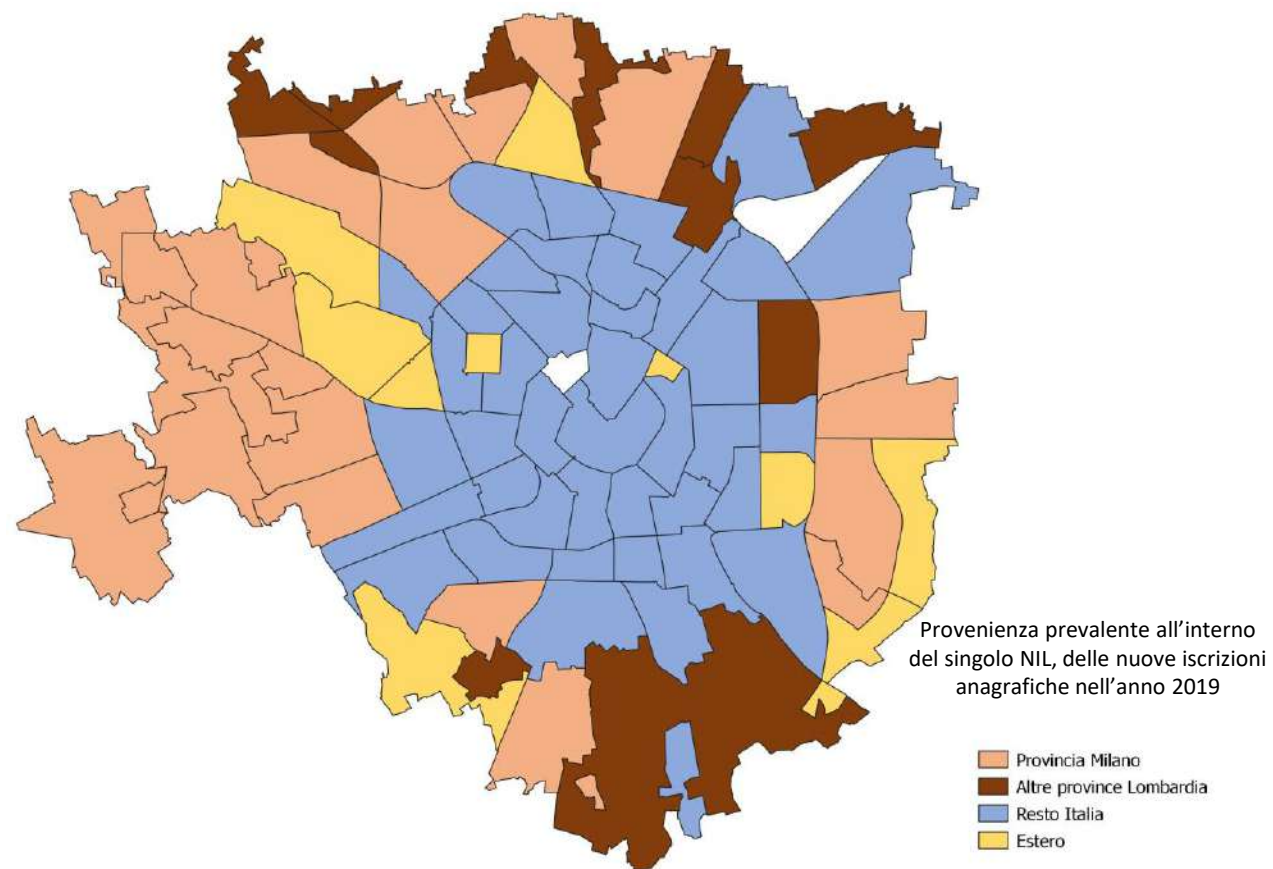 Provenienza prevalente all’interno
del singolo NIL, delle nuove iscrizioni
anagrafiche nell’anno 2019
Provincia Milano
Altre province Lombardia
Resto Italia
Estero